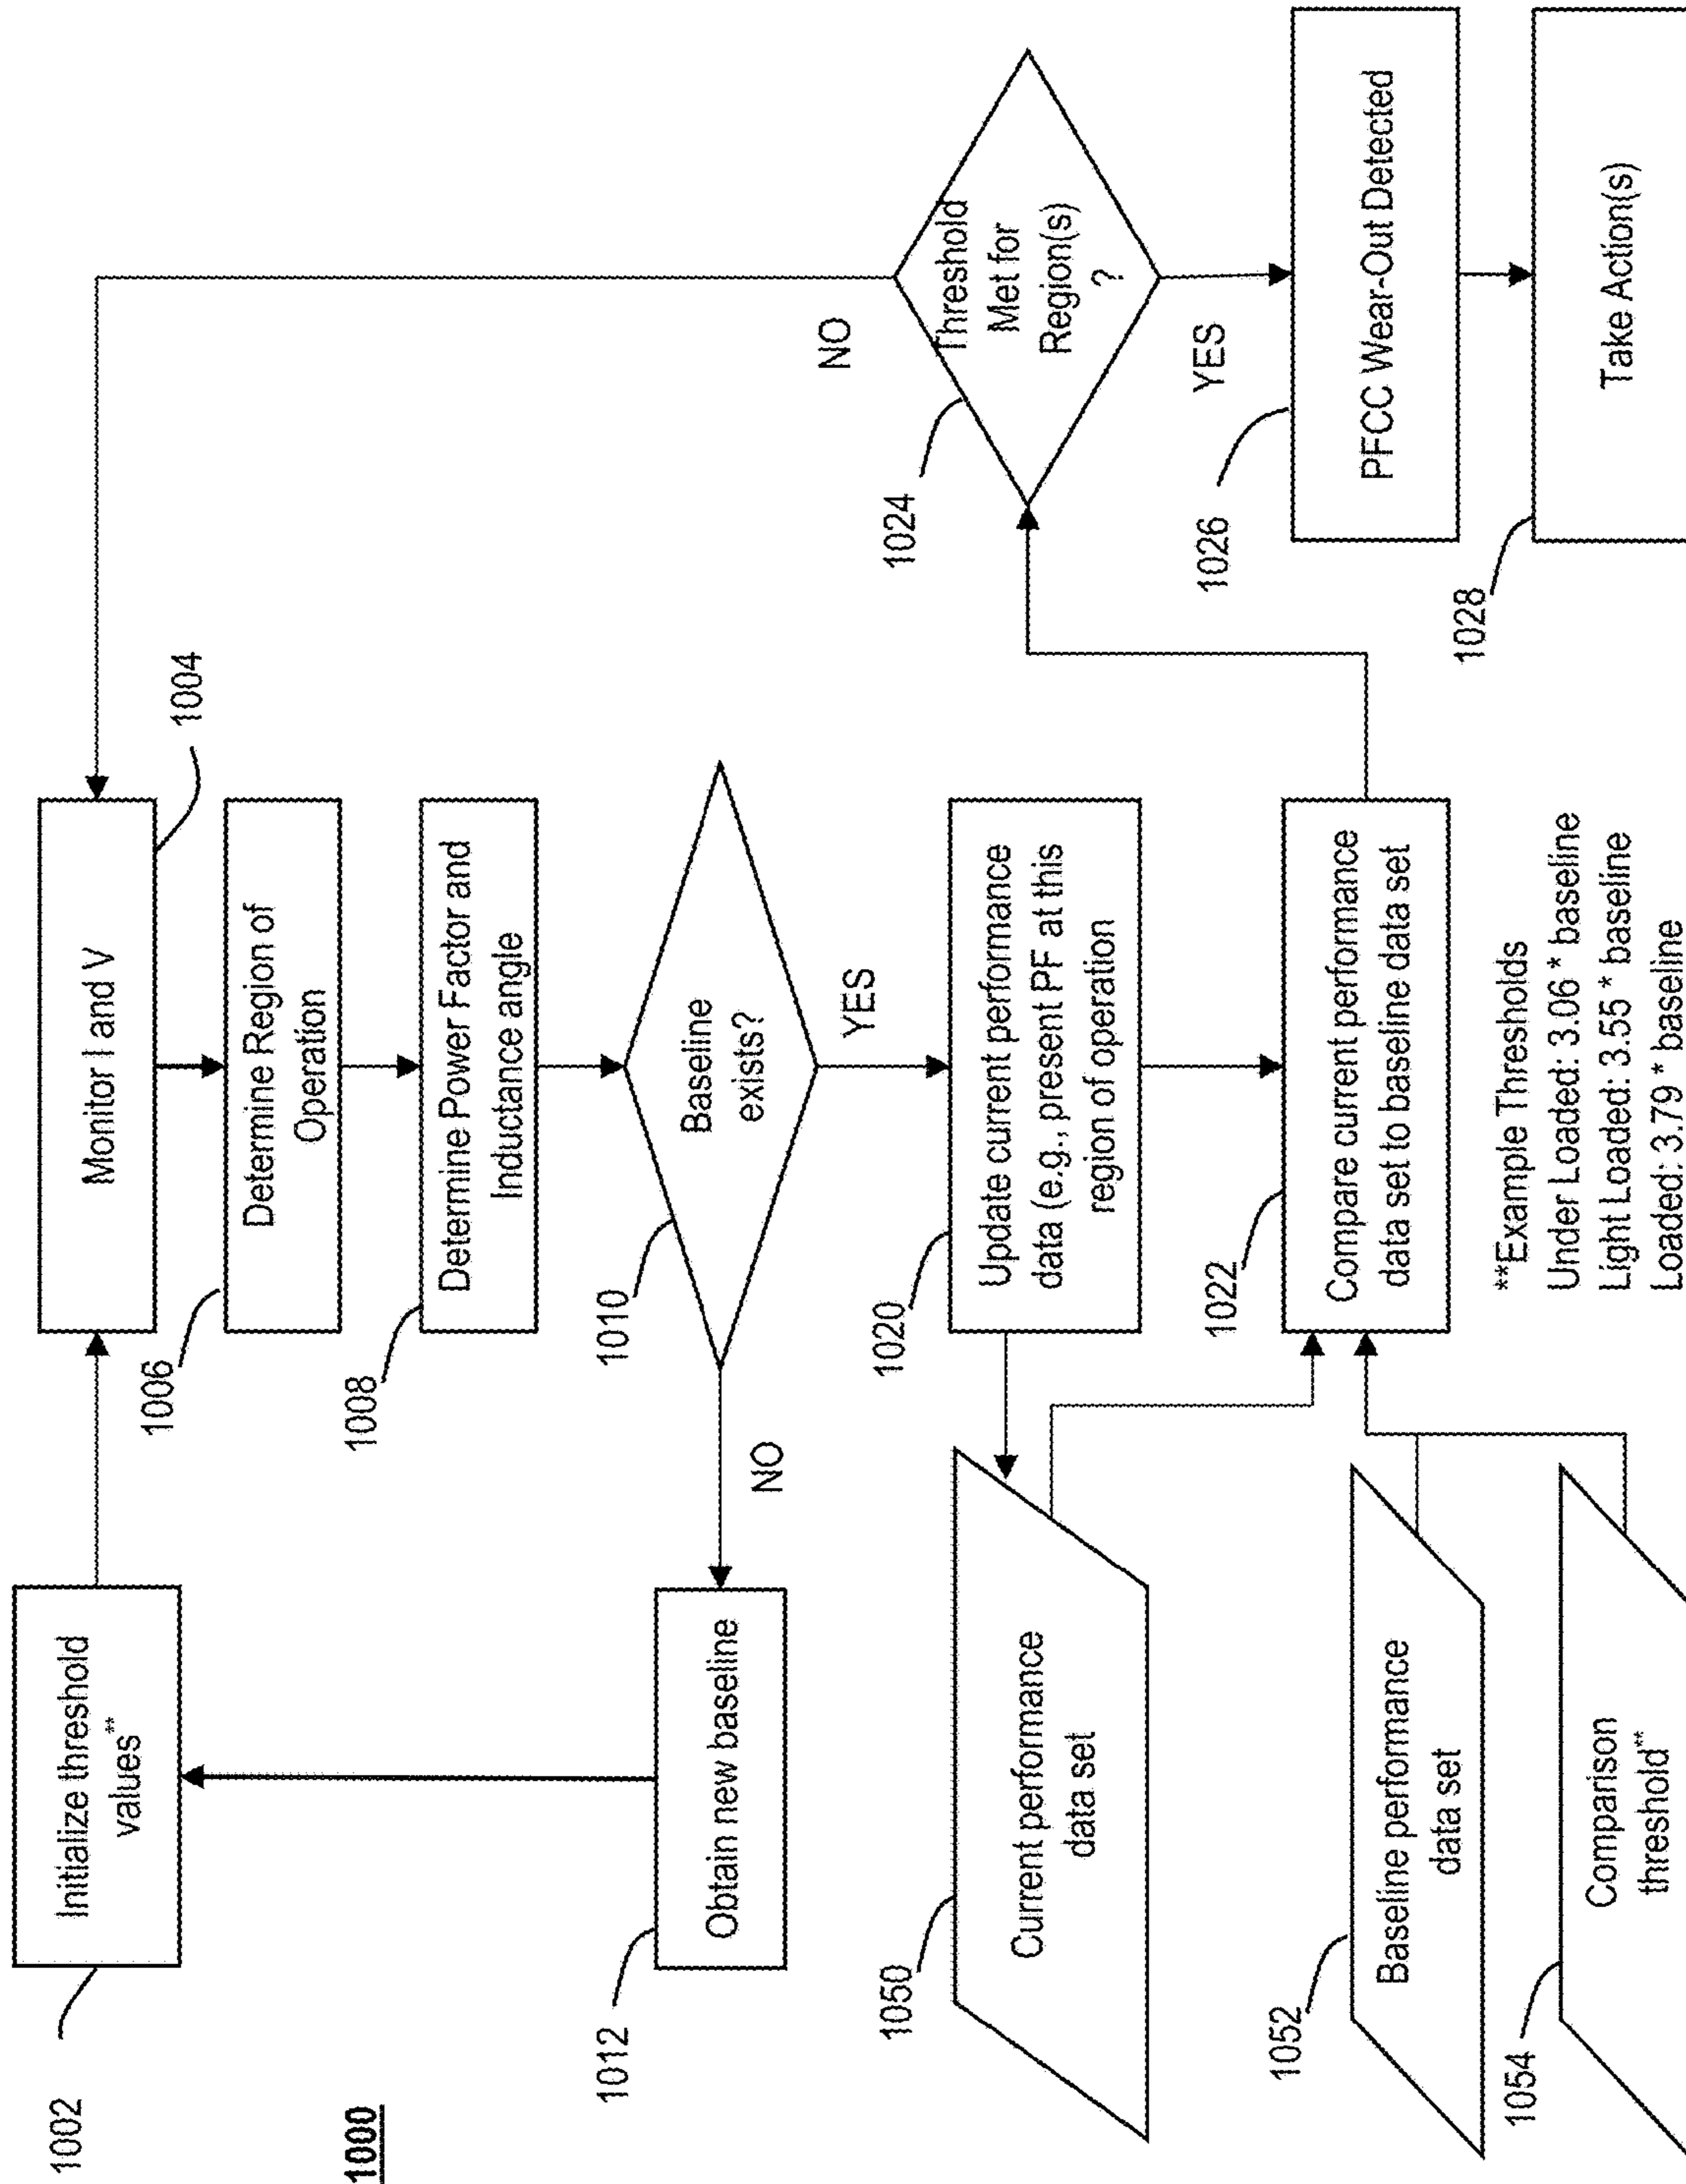 1000
1002
Initialize threshold
values**
Monitor I and V
1004
1006
Determine Region of
Operation
1008
Determine Power Factor and
Inductance angle
1010
Baseline
exists?
NO
YES
1012
Obtain new baseline
1020
Update current performance
data (e.g., present PF at this
region of operation
1050
Current performance
data set
1022
Compare current performance
data set to baseline data set
1052
Baseline performance
data set
1054
Comparison
threshold**
**Example Thresholds
Under Loaded: 3.06 * baseline
Light Loaded: 3.55 * baseline
Loaded: 3.79 * baseline
1024
Threshold
Met for
Region(s)
?
NO
YES
1026
PFCC Wear-Out Detected
1028
Take Action(s)